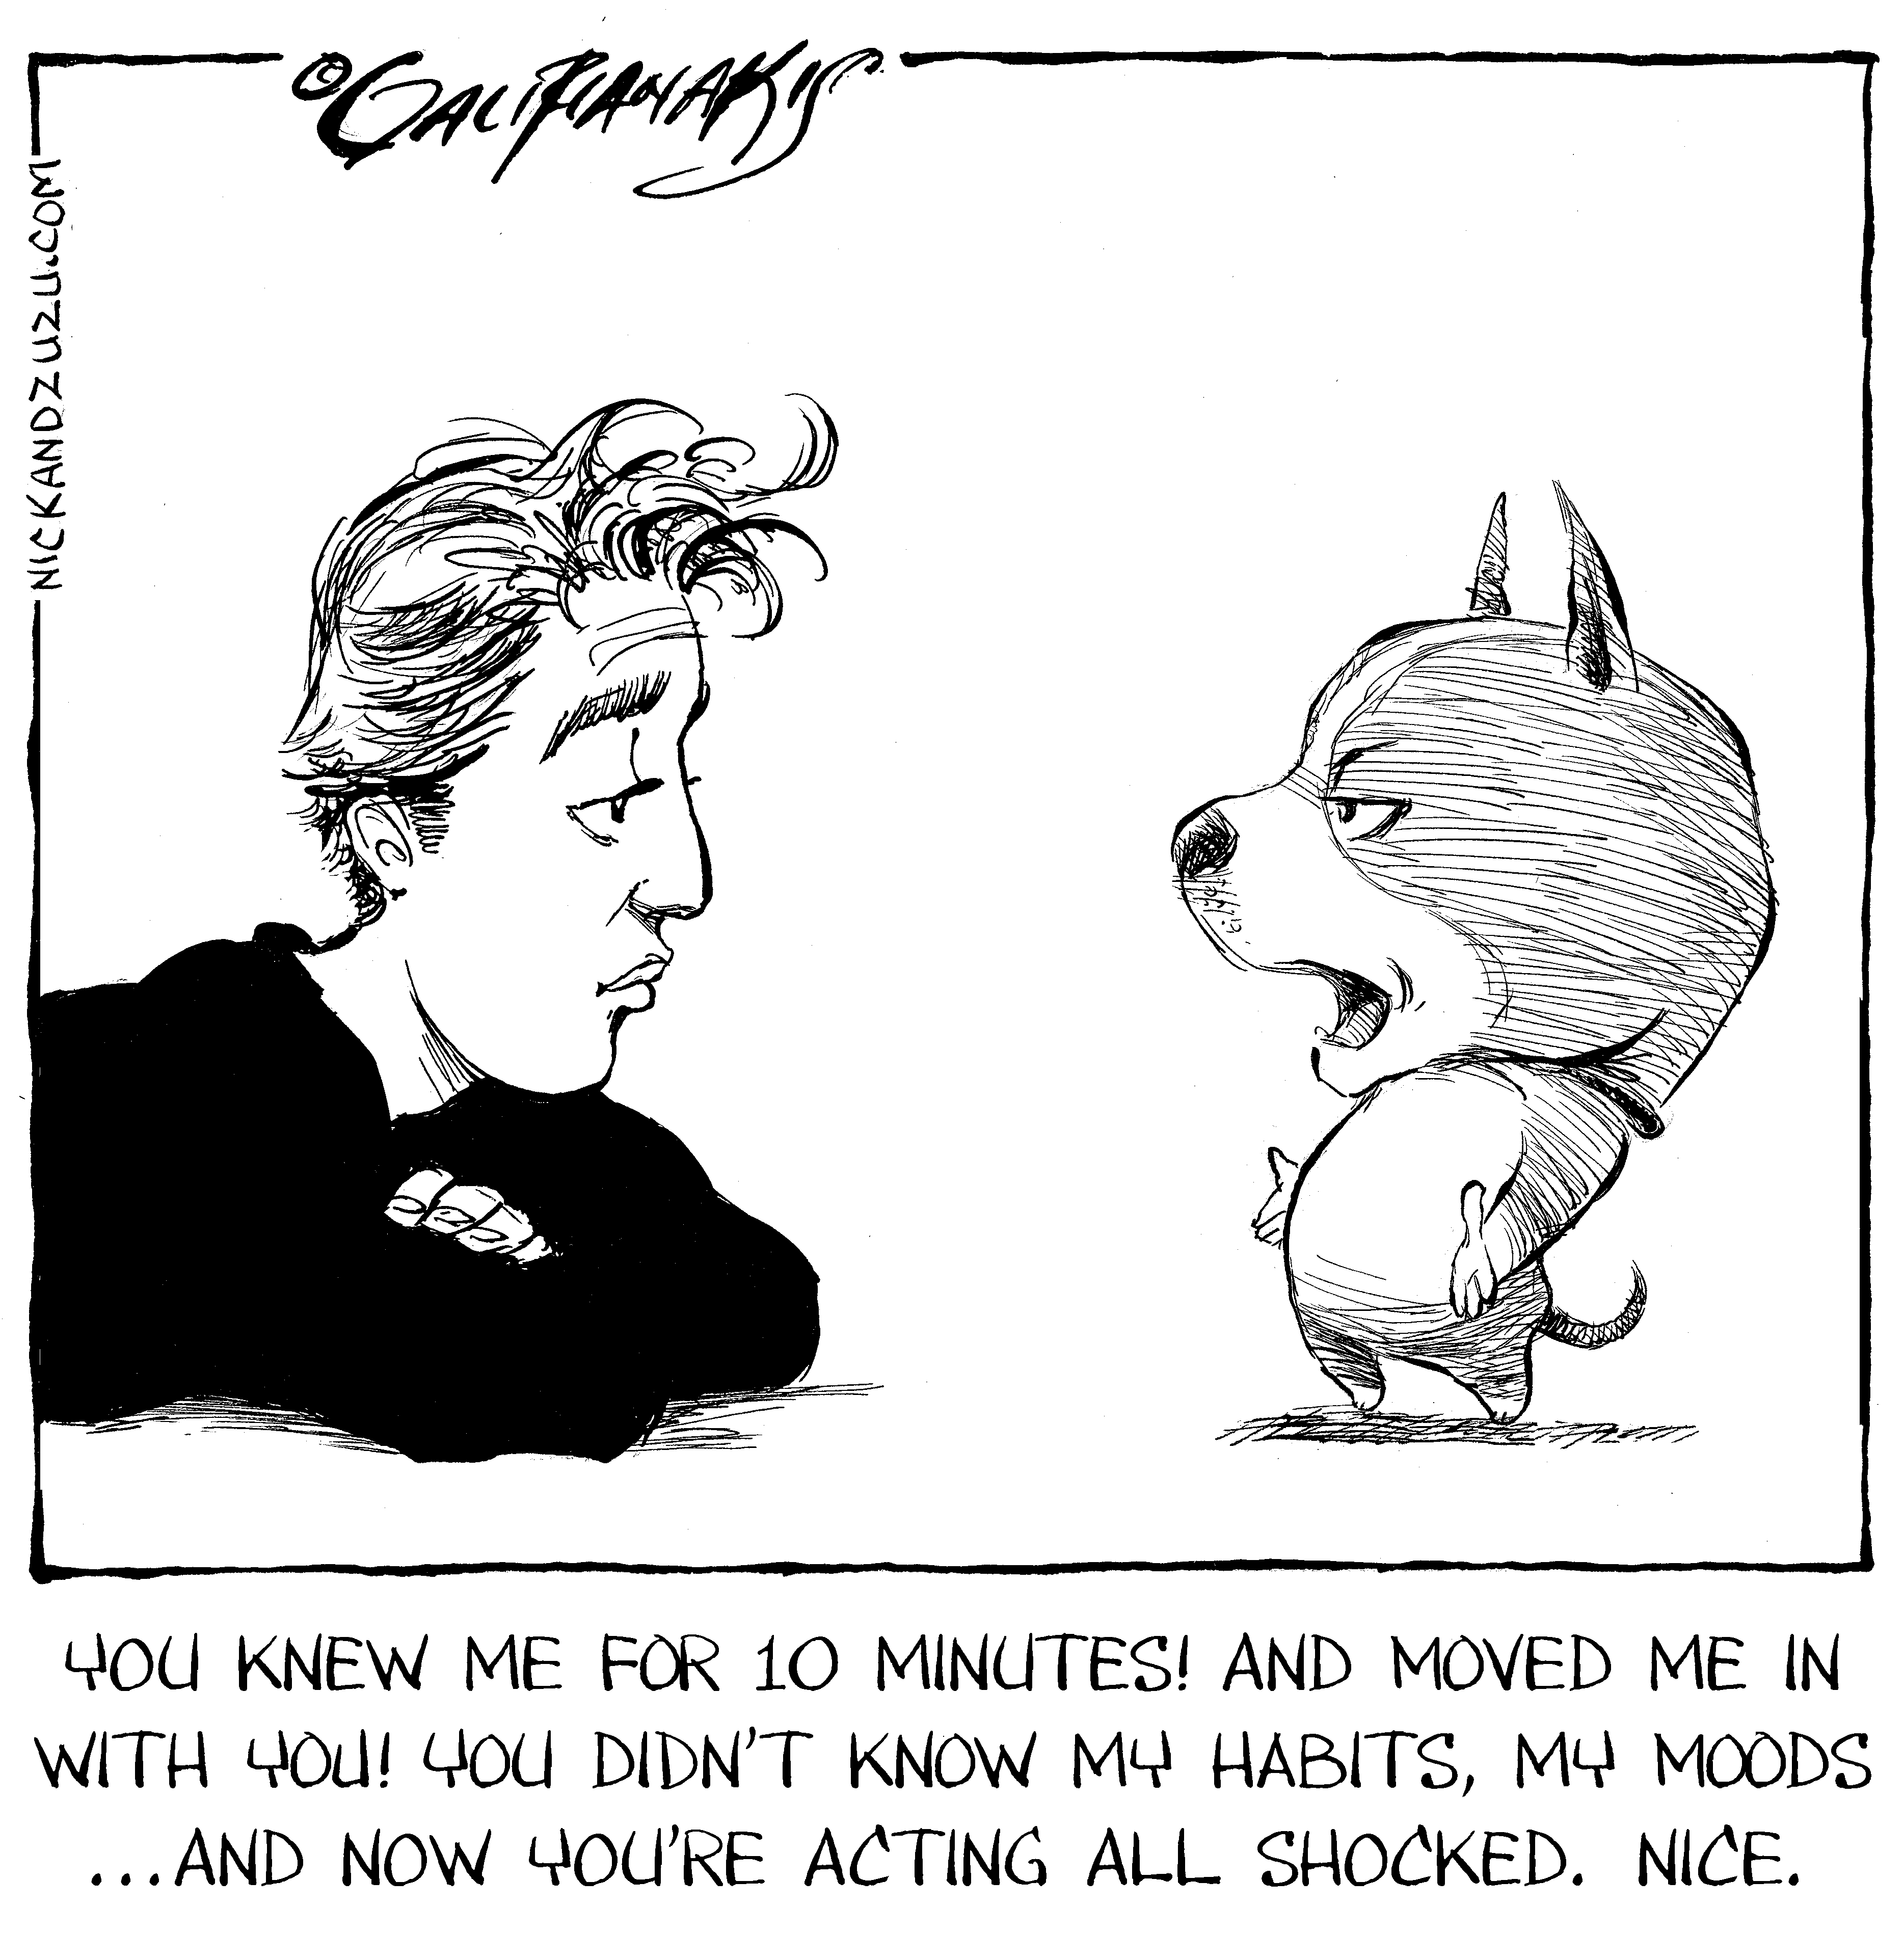 ©GALIFIANAKIS
NICKANDZUZU.COM
YOU KNEW ME FOR 10 MINUTES! AND MOVED ME IN
WITH YOU! YOU DIDN'T KNOW MY HABITS, MY MOODS
...AND NOW YOU'RE ACTING ALL SHOCKED. NICE.